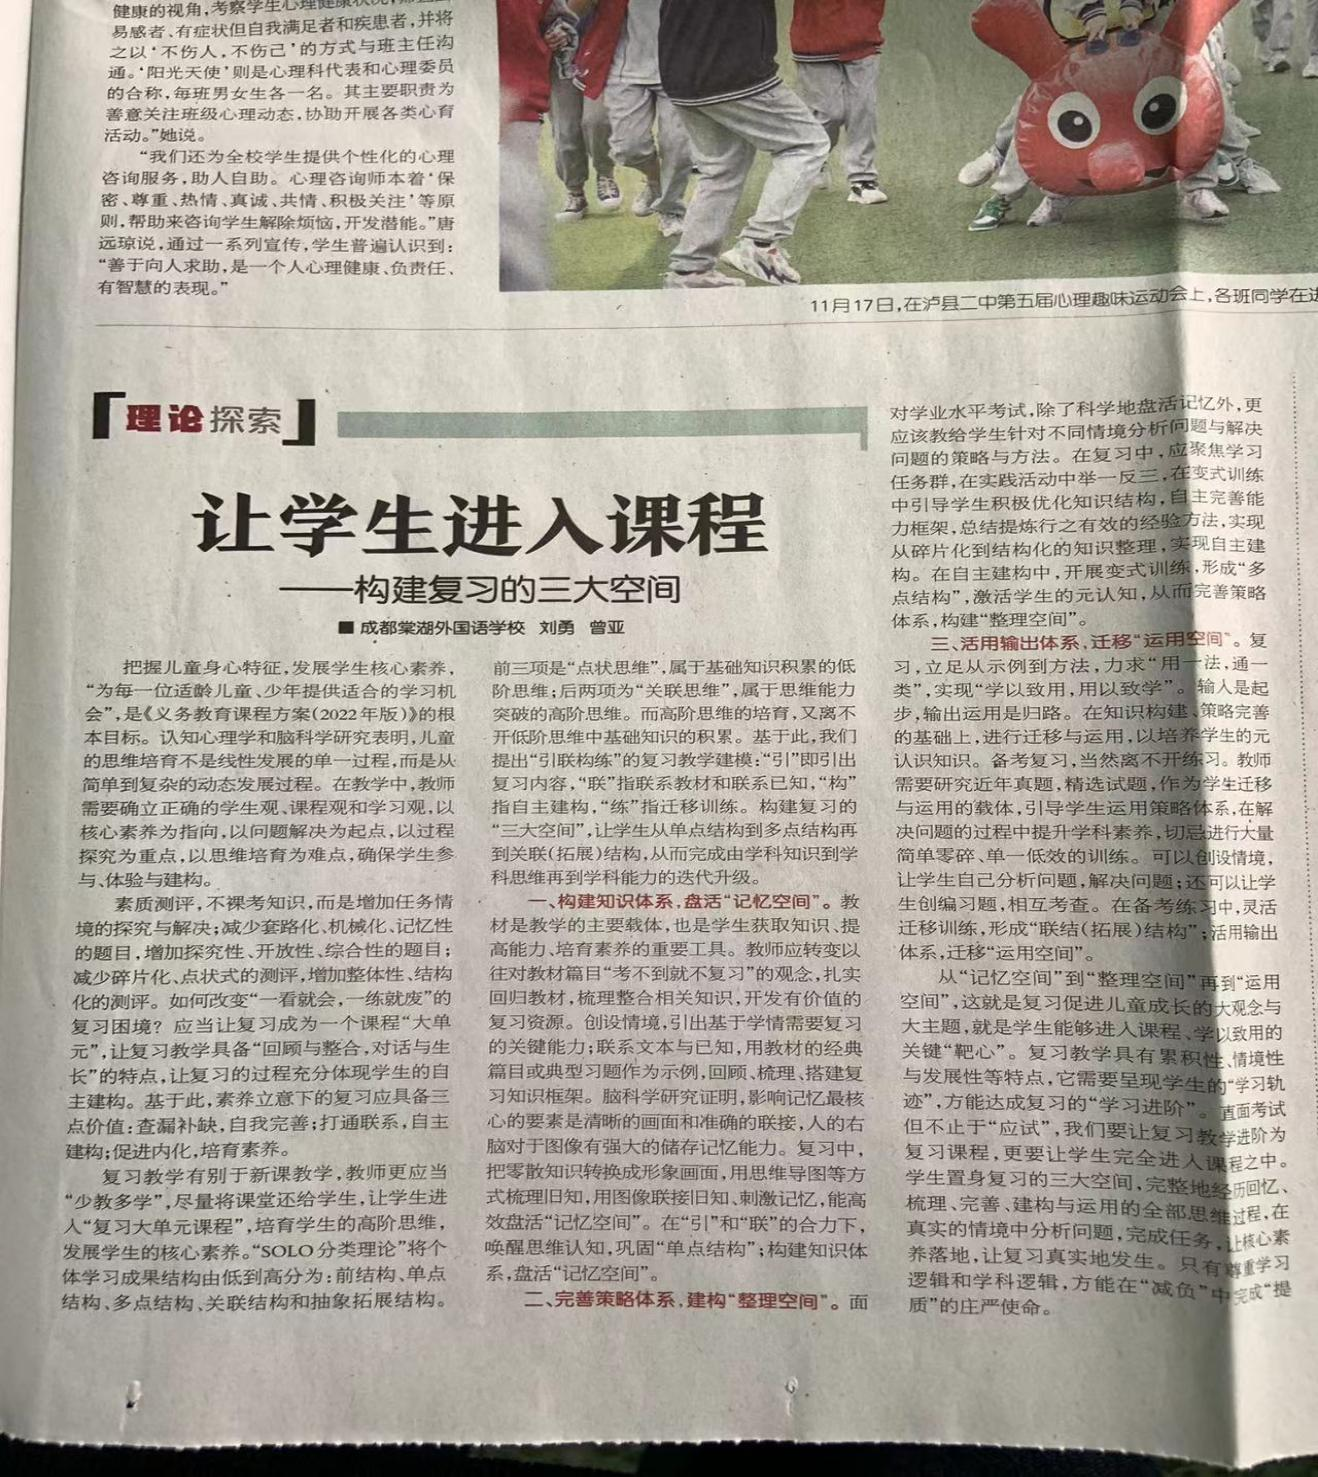 健康的视角,考察学生心理健康状况,
易感者、有症状但自我满足者和疾患者,并将
之以‘不伤人,不伤己’的方式与班主任沟
通。‘阳光天使’则是心理科代表和心理委员
的合称,每班男女生各一名。其主要职责为
善意关注班级心理动态,协助开展各类心育
活动。”她说。
“我们还为全校学生提供个性化的心理
咨询服务,助人自助。心理咨询师本着‘保
密、尊重、热情、真诚、共情、积极关注’等原
则,帮助来咨询学生解除烦恼,开发潜能。”唐
远琼说,通过一系列宣传,学生普遍认识到:
“善于向人求助,是一个人心理健康、负责任、
有智慧的表现。”
11月17日,在泸县二中第五届心理趣味运动会上,各班同学在进
「理论探索」
让学生进入课程
——构建复习的三大空间
■ 成都棠湖外国语学校 刘勇 曾亚
把握儿童身心特征,发展学生核心素养,
“为每一位适龄儿童、少年提供适合的学习机
会”,是《义务教育课程方案(2022年版)》的根
本目标。认知心理学和脑科学研究表明,儿童
的思维培育不是线性发展的单一过程,而是从
简单到复杂的动态发展过程。在教学中,教师
需要确立正确的学生观、课程观和学习观,以
核心素养为指向,以问题解决为起点,以过程
探究为重点,以思维培育为难点,确保学生参
与、体验与建构。
素质测评,不裸考知识,而是增加任务情
境的探究与解决;减少套路化、机械化、记忆性
的题目,增加探究性、开放性、综合性的题目;
减少碎片化、点状式的测评,增加整体性、结构
化的测评。如何改变“一看就会,一练就废”的
复习困境?应当让复习成为一个课程“大单
元”,让复习教学具备“回顾与整合,对话与生
长”的特点,让复习的过程充分体现学生的自
主建构。基于此,素养立意下的复习应具备三
点价值:查漏补缺,自我完善;打通联系,自主
建构;促进内化,培育素养。
复习教学有别于新课教学,教师更应当
“少教多学”,尽量将课堂还给学生,让学生进
入“复习大单元课程”,培育学生的高阶思维,
发展学生的核心素养。“SOLO分类理论”将个
体学习成果结构由低到高分为:前结构、单点
结构、多点结构、关联结构和抽象拓展结构。
前三项是“点状思维”,属于基础知识积累的低
阶思维;后两项为“关联思维”,属于思维能力
突破的高阶思维。而高阶思维的培育,又离不
开低阶思维中基础知识的积累。基于此,我们
提出“引联构练”的复习教学建模:“引”即引出
复习内容,“联”指联系教材和联系已知,“构”
指自主建构,“练”指迁移训练。构建复习的
“三大空间”,让学生从单点结构到多点结构再
到关联(拓展)结构,从而完成由学科知识到学
科思维再到学科能力的迭代升级。
一、构建知识体系,盘活“记忆空间”。教
材是教学的主要载体,也是学生获取知识、提
高能力、培育素养的重要工具。教师应转变以
往对教材篇目“考不到就不复习”的观念,扎实
回归教材,梳理整合相关知识,开发有价值的
复习资源。创设情境,引出基于学情需要复习
的关键能力;联系文本与已知,用教材的经典
篇目或典型习题作为示例,回顾、梳理、搭建复
习知识框架。脑科学研究证明,影响记忆最核
心的要素是清晰的画面和准确的联接,人的右
脑对于图像有强大的储存记忆能力。复习中,
把零散知识转换成形象画面,用思维导图等方
式梳理旧知,用图像联接旧知、刺激记忆,能高
效盘活“记忆空间”。在“引”和“联”的合力下,
唤醒思维认知,巩固“单点结构”;构建知识体
系,盘活“记忆空间”。
二、完善策略体系,建构“整理空间”。面
对学业水平考试,除了科学地盘活记忆外,更
应该教给学生针对不同情境分析问题与解决
问题的策略与方法。在复习中,应聚焦学习
任务群,在实践活动中举一反三,在变式训练
中引导学生积极优化知识结构,自主完善能
力框架,总结提炼行之有效的经验方法,实现
从碎片化到结构化的知识整理,实现自主建
构。在自主建构中,开展变式训练,形成“多
点结构”,激活学生的元认知,从而完善策略
体系,构建“整理空间”。
三、活用输出体系,迁移“运用空间”。复
习,立足从示例到方法,力求“用一法,通一
类”,实现“学以致用,用以致学”。输入是起
步,输出运用是归路。在知识构建、策略完善
的基础上,进行迁移与运用,以培养学生的元
认识知识。备考复习,当然离不开练习。教师
需要研究近年真题,精选试题,作为学生迁移
与运用的载体,引导学生运用策略体系,在解
决问题的过程中提升学科素养,切忌进行大量
简单零碎、单一低效的训练。可以创设情境,
让学生自己分析问题,解决问题;还可以让学
生创编习题,相互考查。在备考练习中,灵活
迁移训练,形成“联结(拓展)结构”;活用输出
体系,迁移“运用空间”。
从“记忆空间”到“整理空间”再到“运用
空间”,这就是复习促进儿童成长的大观念与
大主题,就是学生能够进入课程、学以致用的
关键“靶心”。复习教学具有累积性、情境性
与发展性等特点,它需要呈现学生的“学习轨
迹”,方能达成复习的“学习进阶”。直面考试
但不止于“应试”,我们要让复习教学进阶为
复习课程,更要让学生完全进入课程之中。
学生置身复习的三大空间,完整地经历回忆、
梳理、完善、建构与运用的全部思维过程,在
真实的情境中分析问题,完成任务,让核心素
养落地,让复习真实地发生。只有尊重学习
逻辑和学科逻辑,方能在“减负”中完成“提
质”的庄严使命。